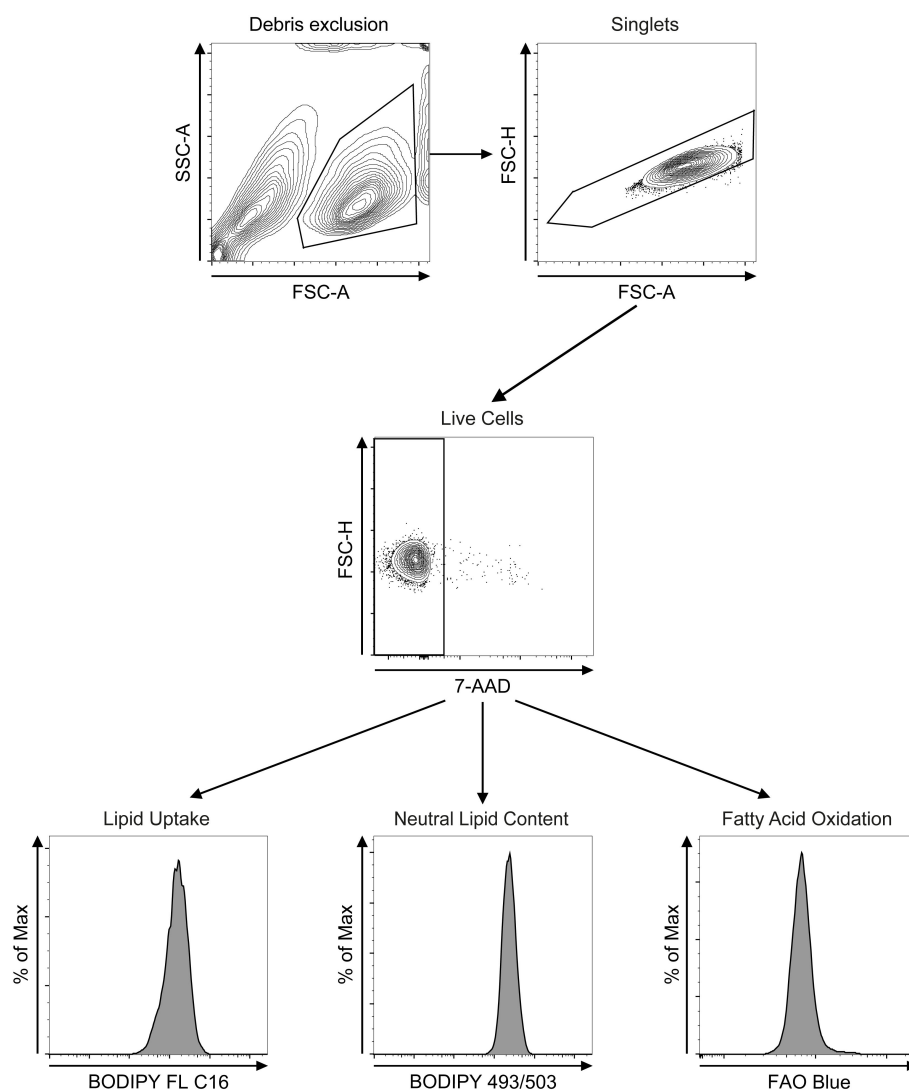 Debris exclusion
Singlets
SSC-A
FSC-H
FSC-A
FSC-A
Live Cells
FSC-H
7-AAD
Lipid Uptake
Neutral Lipid Content
Fatty Acid Oxidation
% of Max
% of Max
% of Max
BODIPY FL C16
BODIPY 493/503
FAO Blue